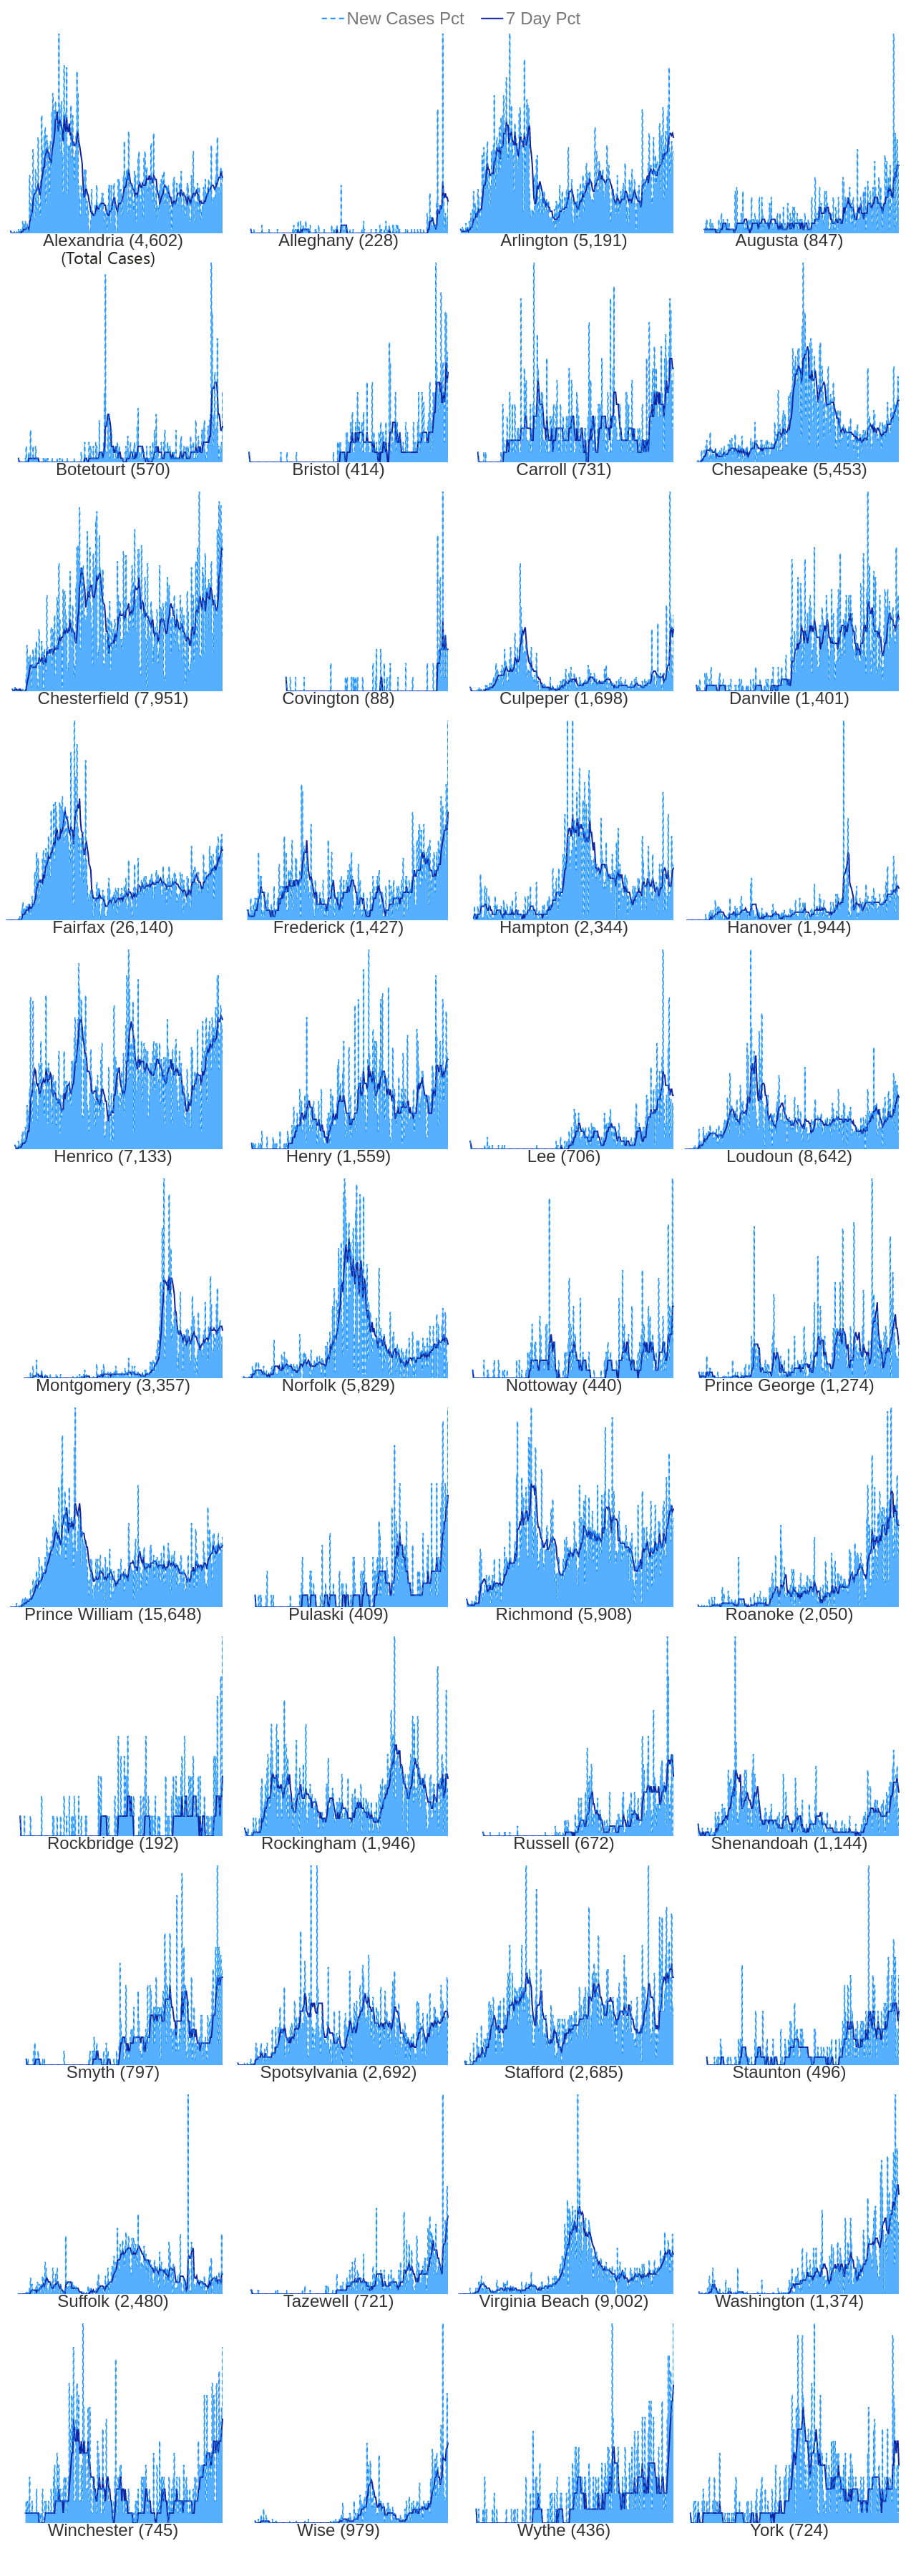 New Cases Pct 7 Day Pct
Alexandria (4,602) Alleghany (228) Arlington (5,191) Augusta (847)
(Total Cases)
Botetourt (570) Bristol (414) Carroll (731) Chesapeake (5,453)
Chesterfield (7,951) Covington (88) Culpeper (1,698) Danville (1,401)
Fairfax (26,140) Frederick (1,427) Hampton (2,344) Hanover (1,944)
Henrico (7,133) Henry (1,559) Lee (706) Loudoun (8,642)
Montgomery (3,357) Norfolk (5,829) Nottoway (440) Prince George (1,274)
Prince William (15,648) Pulaski (409) Richmond (5,908) Roanoke (2,050)
Rockbridge (192) Rockingham (1,946) Russell (672) Shenandoah (1,144)
Smyth (797) Spotsylvania (2,692) Stafford (2,685) Staunton (496)
Suffolk (2,480) Tazewell (721) Virginia Beach (9,002) Washington (1,374)
Winchester (745) Wise (979) Wythe (436) York (724)